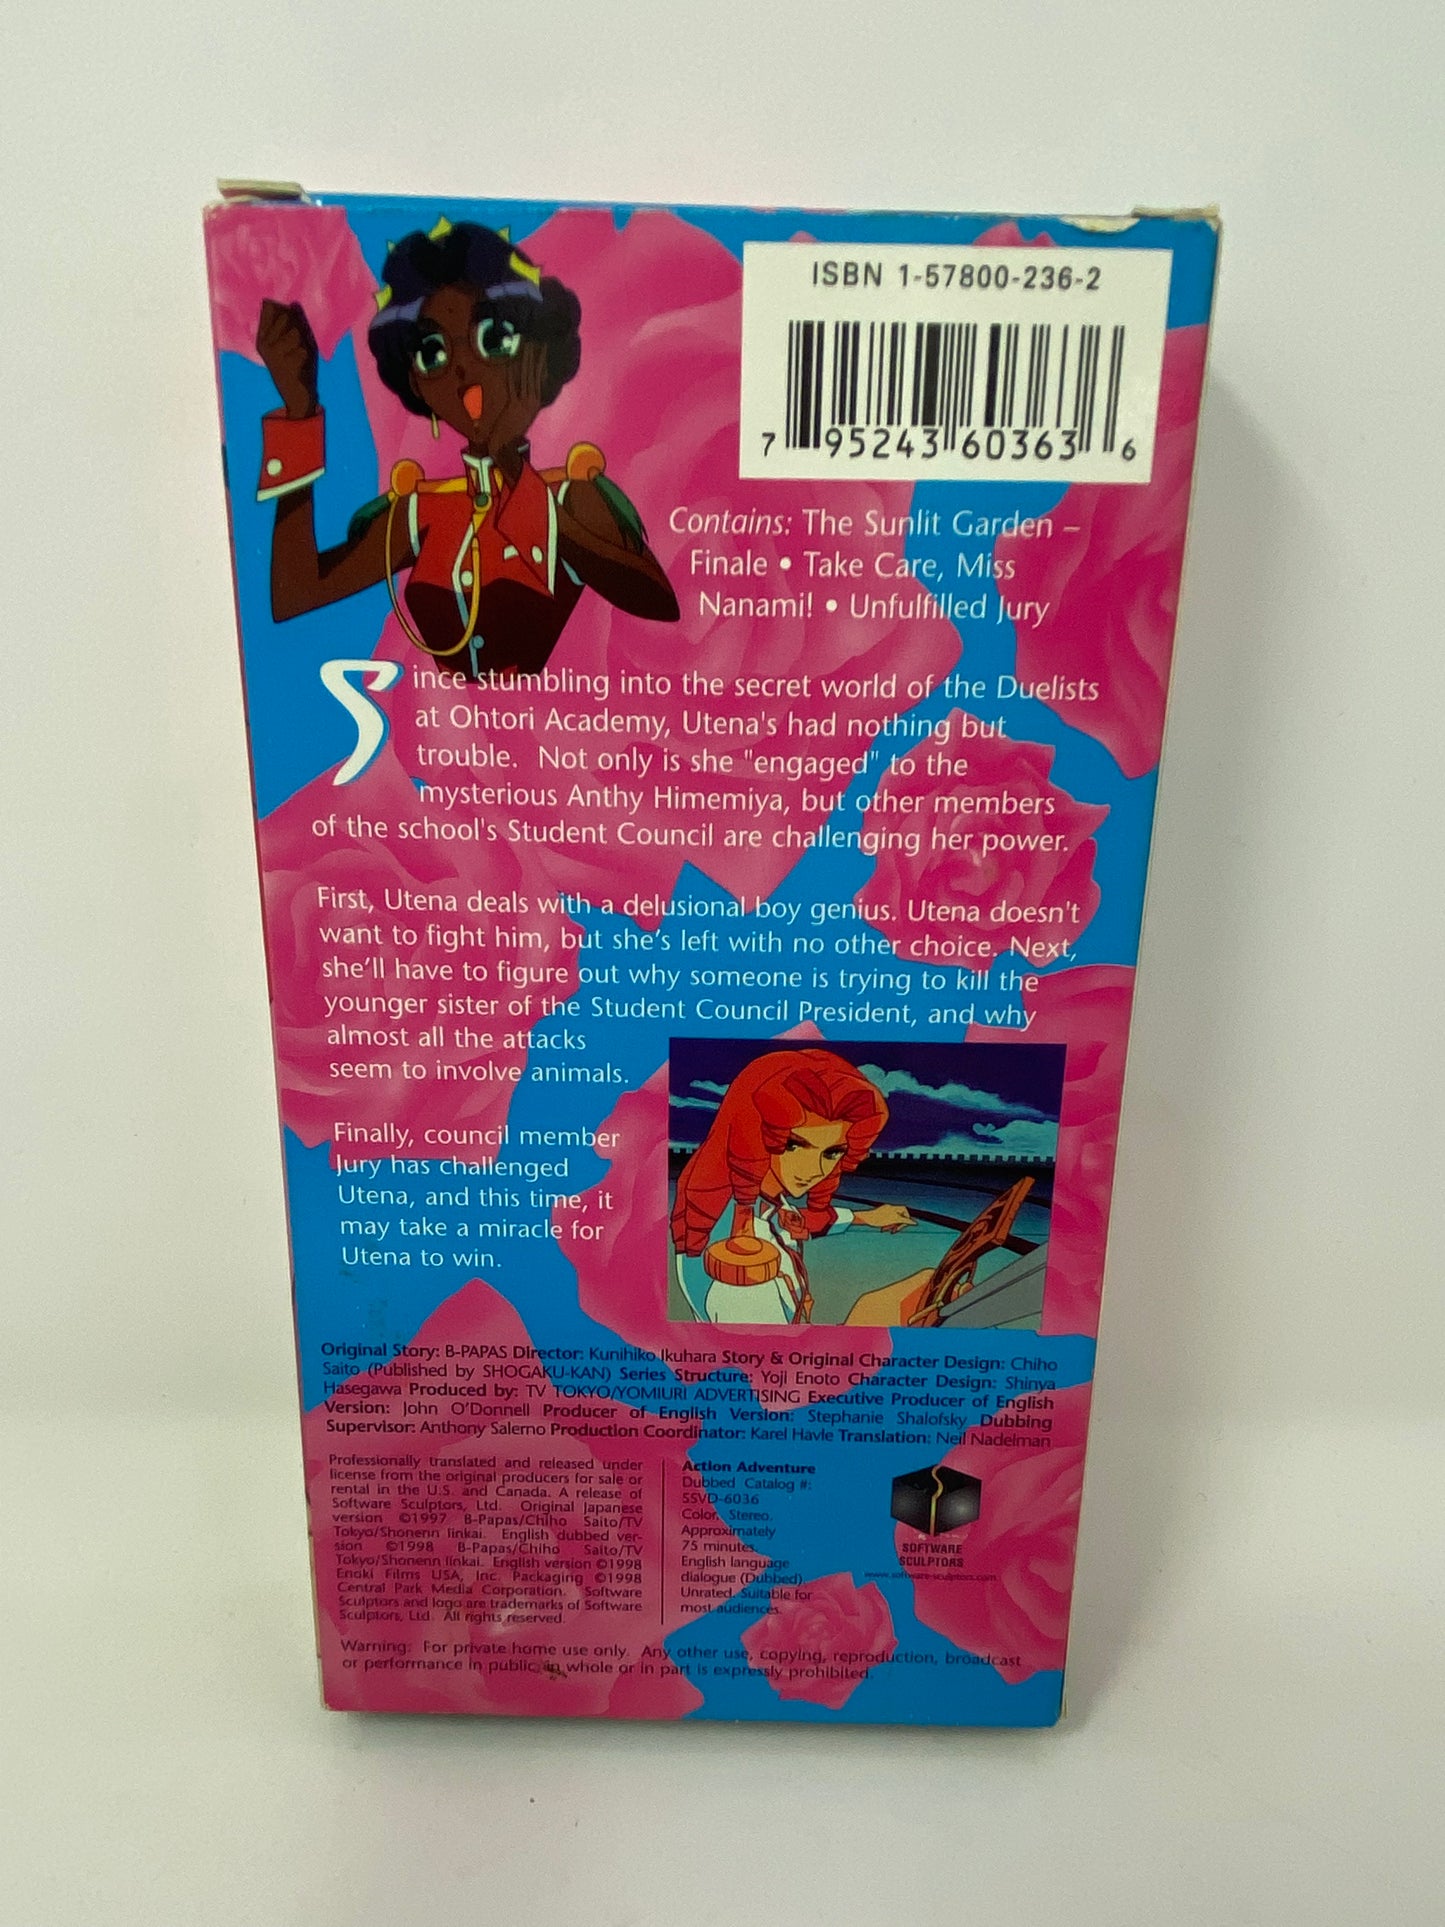 ISBN 1-57800-236-2
7 95243 60363 6
Contains: The Sunlit Garden –
Finale • Take Care, Miss
Nanami! • Unfulfilled Jury
Since stumbling into the secret world of the Duelists
at Ohtori Academy, Utena's had nothing but
trouble. Not only is she "engaged" to the
mysterious Anthy Himemiya, but other members
of the school's Student Council are challenging her power.
First, Utena deals with a delusional boy genius. Utena doesn't
want to fight him, but she's left with no other choice. Next,
she'll have to figure out why someone is trying to kill the
younger sister of the Student Council President, and why
almost all the attacks
seem to involve animals.
Finally, council member
Jury has challenged
Utena, and this time, it
may take a miracle for
Utena to win.
Original Story: B-PAPAS Director: Kunihiko Ikuhara Story & Original Character Design: Chiho
Saito (Published by SHOGAKU-KAN) Series Structure: Yoji Enoto Character Design: Shinya
Hasegawa Produced by: TV TOKYO/YOMIURI ADVERTISING Executive Producer of English
Version: John O'Donnell Producer of English Version: Stephanie Shalofsky Dubbing
Supervisor: Anthony Salerno Production Coordinator: Karel Havle Translation: Neil Nadelman
Professionally translated and released under
license from the original producers for sale or
rental in the U.S. and Canada. A release of
Software Sculptors, Ltd. Original Japanese
version ©1997 B-Papas/Chiho Saito/TV
Tokyo/Shonenn Iinkai. English dubbed ver-
sion ©1998 B-Papas/Chiho Saito/TV
Tokyo/Shonenn Iinkai. English version ©1998
Enoki Films USA, Inc. Packaging ©1998
Central Park Media Corporation. Software
Sculptors and logo are trademarks of Software
Sculptors, Ltd. All rights reserved.
Action Adventure
Dubbed Catalog #:
SSVD-6036
Color. Stereo.
Approximately
75 minutes.
English language
dialogue (Dubbed).
Unrated. Suitable for
most audiences.
SOFTWARE
SCULPTORS
www.software-sculptors.com
Warning: For private home use only. Any other use, copying, reproduction, broadcast
or performance in public, in whole or in part is expressly prohibited.